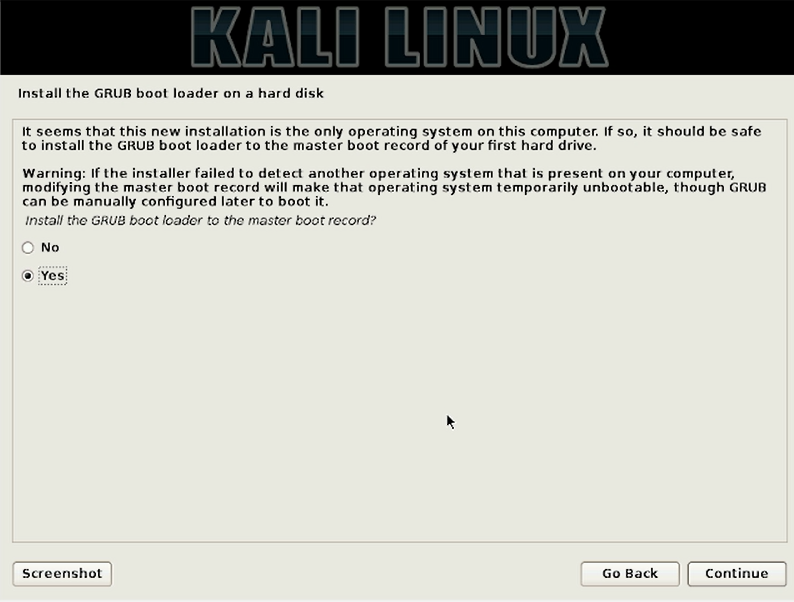 KALI LINUX
Install the GRUB boot loader on a hard disk
It seems that this new installation is the only operating system on this computer. If so, it should be safe
to install the GRUB boot loader to the master boot record of your first hard drive.
Warning: If the installer failed to detect another operating system that is present on your computer,
modifying the master boot record will make that operating system temporarily unbootable, though GRUB
can be manually configured later to boot it.
Install the GRUB boot loader to the master boot record?
No
Yes
Screenshot
Go Back
Continue